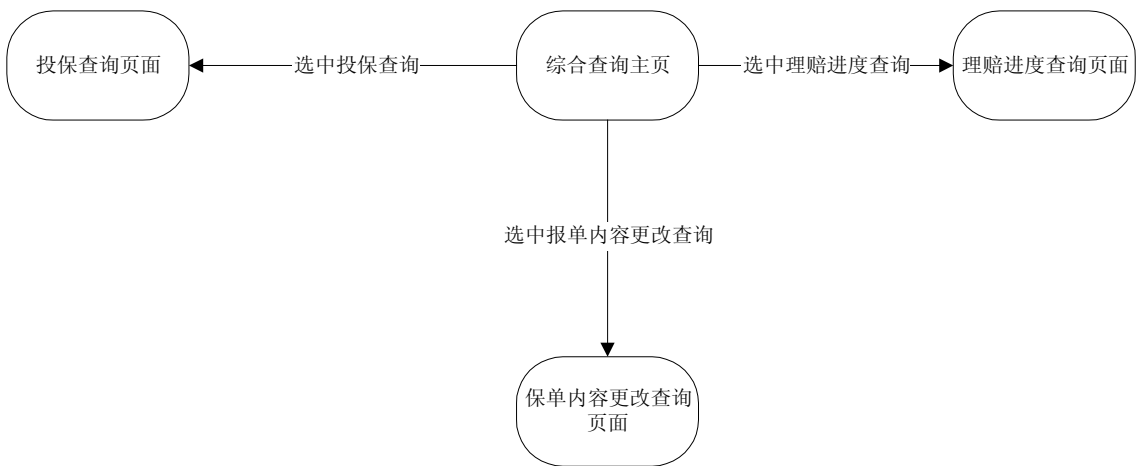 投保查询页面
选中投保查询
综合查询主页
选中理赔进度查询
理赔进度查询页面
选中报单内容更改查询
保单内容更改查询
页面